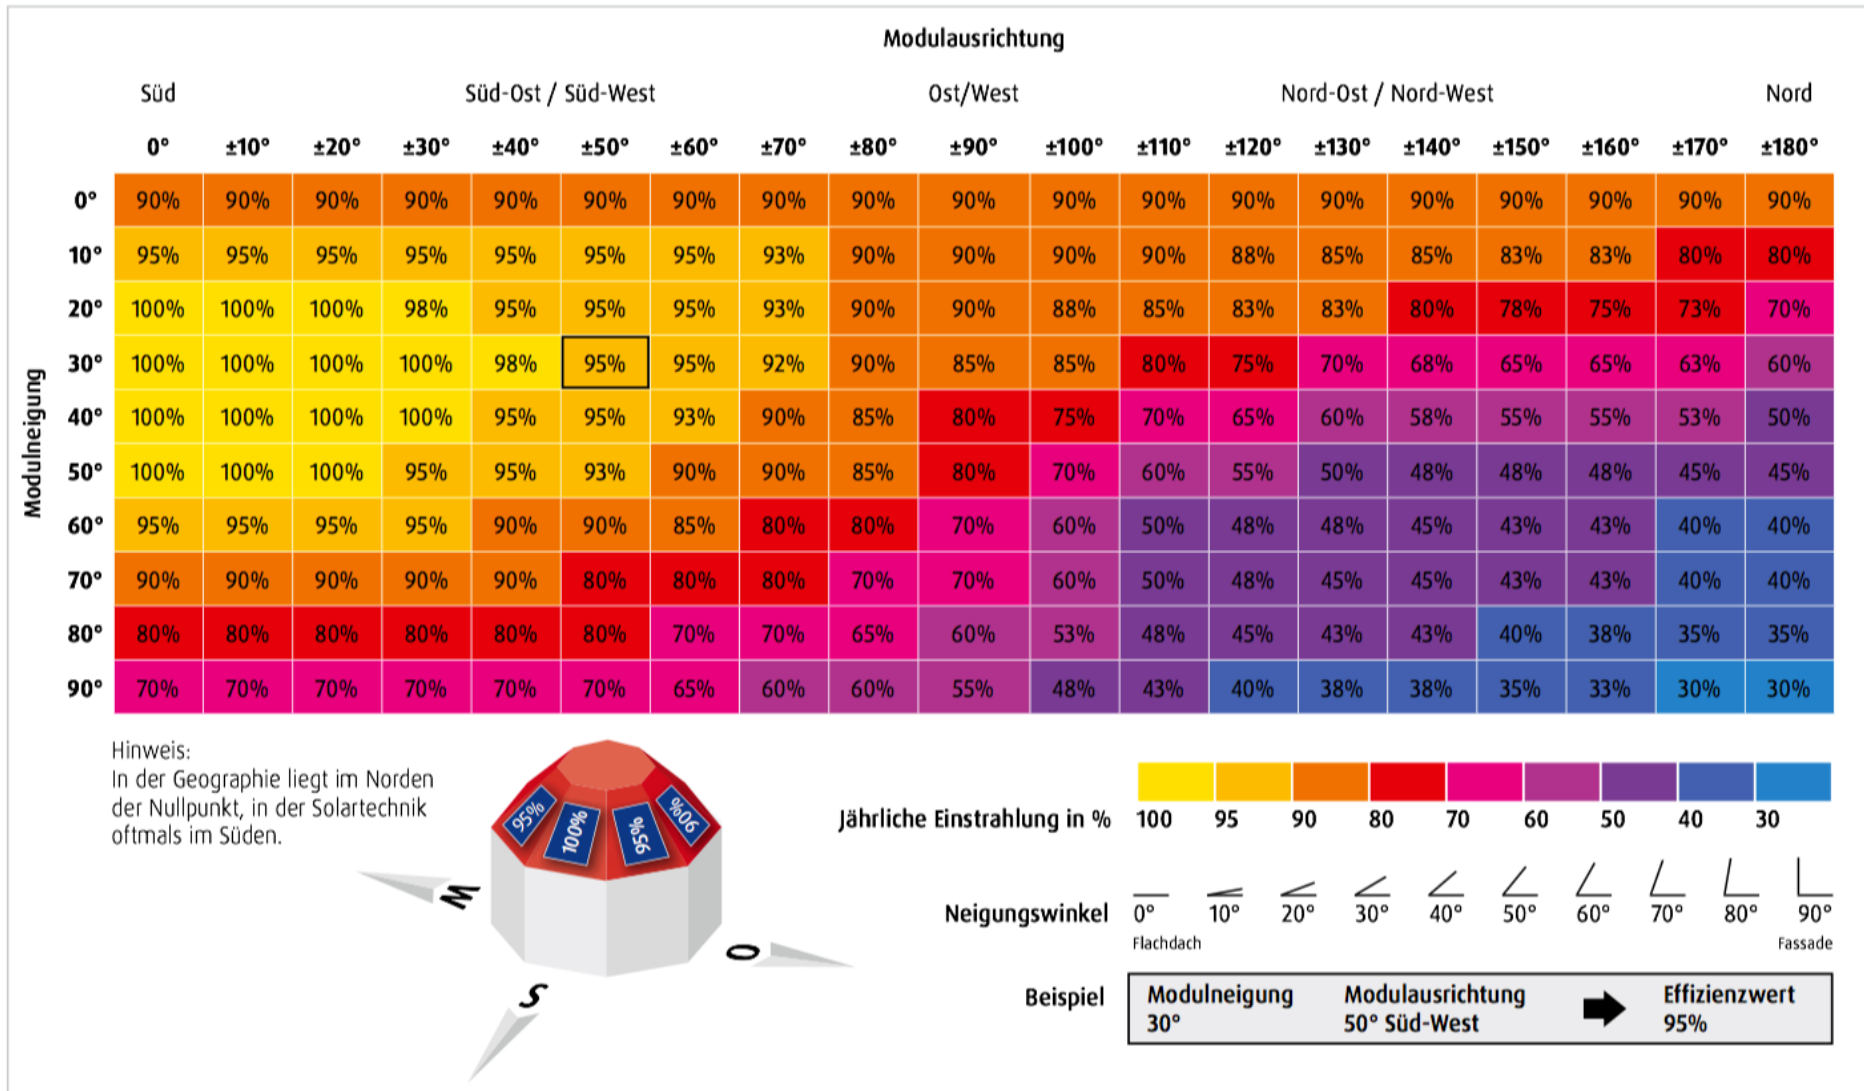 Modulausrichtung
Süd Süd-Ost / Süd-West Ost/West Nord-Ost / Nord-West Nord
0° ±10° ±20° ±30° ±40° ±50° ±60° ±70° ±80° ±90° ±100° ±110° ±120° ±130° ±140° ±150° ±160° ±170° ±180°
Modulneigung
0° 90% 90% 90% 90% 90% 90% 90% 90% 90% 90% 90% 90% 90% 90% 90% 90% 90% 90% 90%
10° 95% 95% 95% 95% 95% 95% 95% 93% 90% 90% 90% 90% 88% 85% 85% 83% 83% 80% 80%
20° 100% 100% 100% 98% 95% 95% 95% 93% 90% 90% 88% 85% 83% 83% 80% 78% 75% 73% 70%
30° 100% 100% 100% 100% 98% 95% 95% 92% 90% 85% 85% 80% 75% 70% 68% 65% 65% 63% 60%
40° 100% 100% 100% 100% 95% 95% 93% 90% 85% 80% 75% 70% 65% 60% 58% 55% 55% 53% 50%
50° 100% 100% 100% 95% 95% 93% 90% 90% 85% 80% 70% 60% 55% 50% 48% 48% 48% 45% 45%
60° 95% 95% 95% 95% 90% 90% 85% 80% 80% 70% 60% 50% 48% 48% 45% 43% 43% 40% 40%
70° 90% 90% 90% 90% 90% 80% 80% 80% 70% 70% 60% 50% 48% 45% 45% 43% 43% 40% 40%
80° 80% 80% 80% 80% 80% 80% 70% 70% 65% 60% 53% 48% 45% 43% 43% 40% 38% 35% 35%
90° 70% 70% 70% 70% 70% 70% 65% 60% 60% 55% 48% 43% 40% 38% 38% 35% 33% 30% 30%
Hinweis:
In der Geographie liegt im Norden
der Nullpunkt, in der Solartechnik
oftmals im Süden.
95% 100% 95% 90%
W
O
S
Jährliche Einstrahlung in % 100 95 90 80 70 60 50 40 30
Neigungswinkel 0° 10° 20° 30° 40° 50° 60° 70° 80° 90°
Flachdach Fassade
Beispiel
Modulneigung Modulausrichtung Effizienzwert
30° 50° Süd-West 95%